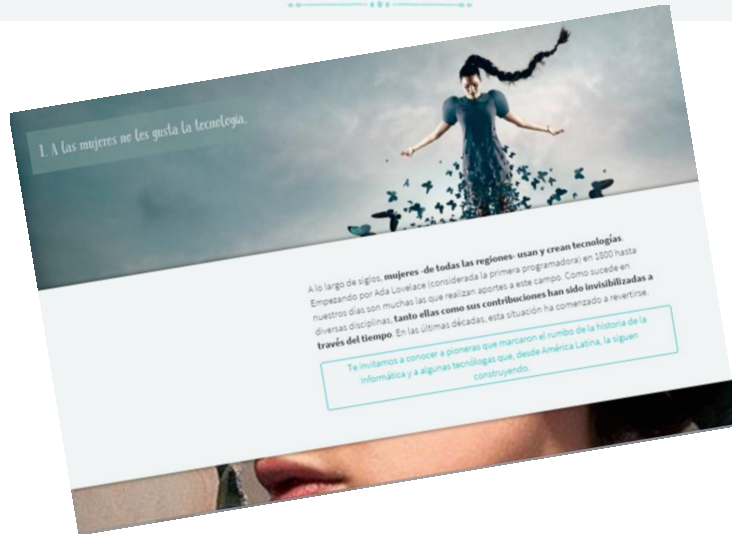 1. A las mujeres no les gusta la tecnología.
A lo largo de siglos, mujeres -de todas las regiones- usan y crean tecnologías.
Empezando por Ada Lovelace (considerada la primera programadora) en 1800 hasta
nuestros días son muchas las que realizan aportes a este campo. Como sucede en
diversas disciplinas, tanto ellas como sus contribuciones han sido invisibilizadas a
través del tiempo. En las últimas décadas, esta situación ha comenzado a revertirse.
Te invitamos a conocer a pioneras que marcaron el rumbo de la historia de la
Informática y a algunas tecnólogas que, desde América Latina, la siguen
construyendo.